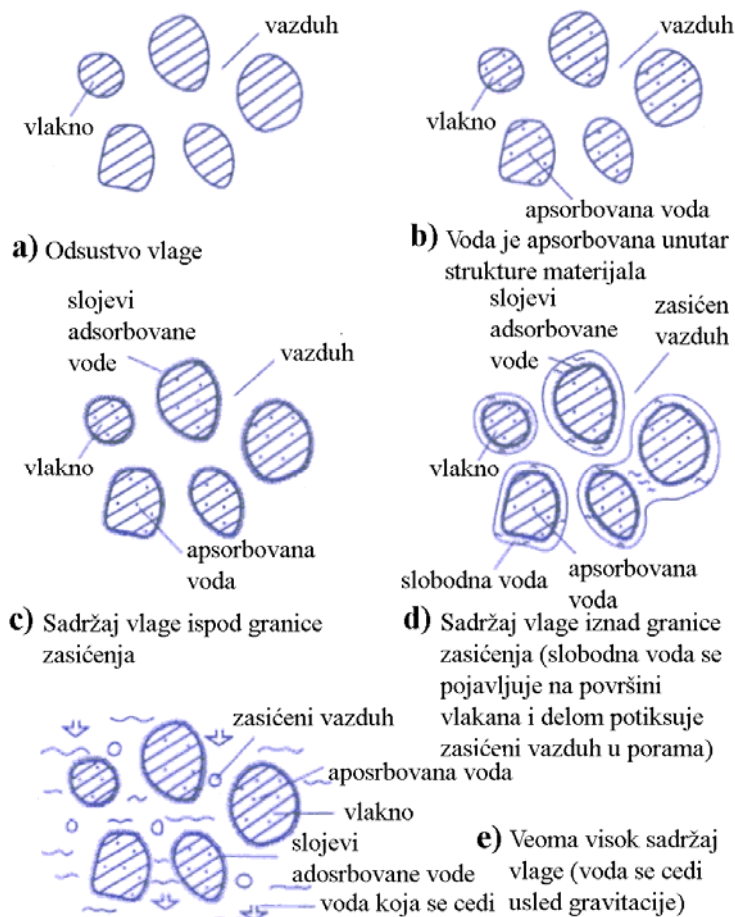 vazduh
vlakno
a) Odsustvo vlage
vazduh
vlakno
apsorbovana voda
b) Voda je apsorbovana unutar
strukture materijala
slojevi
adsorbovane
vode
vazduh
vlakno
apsorbovana
voda
c) Sadržaj vlage ispod granice
zasićenja
slojevi
adsorbovane
vode
zasićen
vazduh
vlakno
slobodna voda
apsorbovana
voda
d) Sadržaj vlage iznad granice
zasićenja (slobodna voda se
pojavljuje na površini
vlakana i delom potiksuje
zasićeni vazduh u porama)
zasićeni vazduh
aposrbovana voda
vlakno
slojevi
adosrbovane vode
voda koja se cedi
e) Veoma visok sadržaj
vlage (voda se cedi
usled gravitacije)